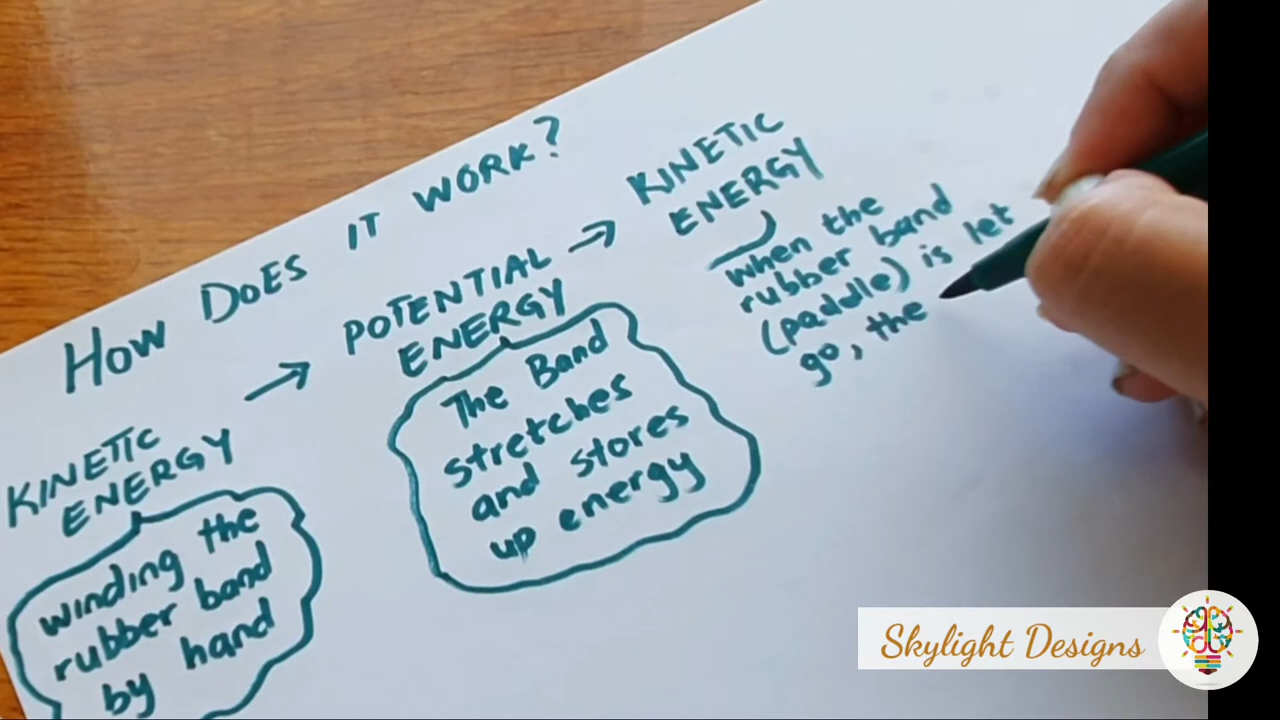 How DoES IT WORK?
KINETIC
ENERGY
→
winding the
rubber band
by hand
POTENTIAL
ENERGY
→
The Band
stretches
and stores
up energy
KINETIC
ENERGY
when the
rubber band
(paddle) is let
go, the
Skylight Designs